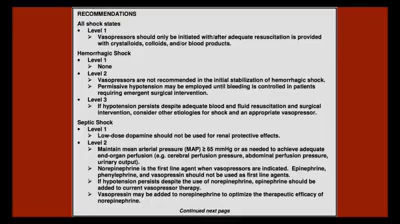 RECOMMENDATIONS
All shock states
• Level 1
➢ Vasopressors should only be initiated with/after adequate resuscitation is provided
with crystalloids, colloids, and/or blood products.
Hemorrhagic Shock
• Level 1
➢ None
• Level 2
➢ Vasopressors are not recommended in the initial stabilization of hemorrhagic shock.
➢ Permissive hypotension may be employed until bleeding is controlled in patients
requiring emergent surgical intervention.
• Level 3
➢ If hypotension persists despite adequate blood and fluid resuscitation and surgical
intervention, consider other etiologies for shock and an appropriate vasopressor.
Septic Shock
• Level 1
➢ Low-dose dopamine should not be used for renal protective effects.
• Level 2
➢ Maintain mean arterial pressure (MAP) ≥ 65 mmHg or as needed to achieve adequate
end-organ perfusion (e.g. cerebral perfusion pressure, abdominal perfusion pressure,
urinary output).
➢ Norepinephrine is the first line agent when vasopressors are indicated. Epinephrine,
phenylephrine, and vasopressin should not be used as first line agents.
➢ If hypotension persists despite the use of norepinephrine, epinephrine should be
added to current vasopressor therapy.
➢ Vasopressin may be added to norepinephrine to optimize the therapeutic efficacy of
norepinephrine.
Continued next page